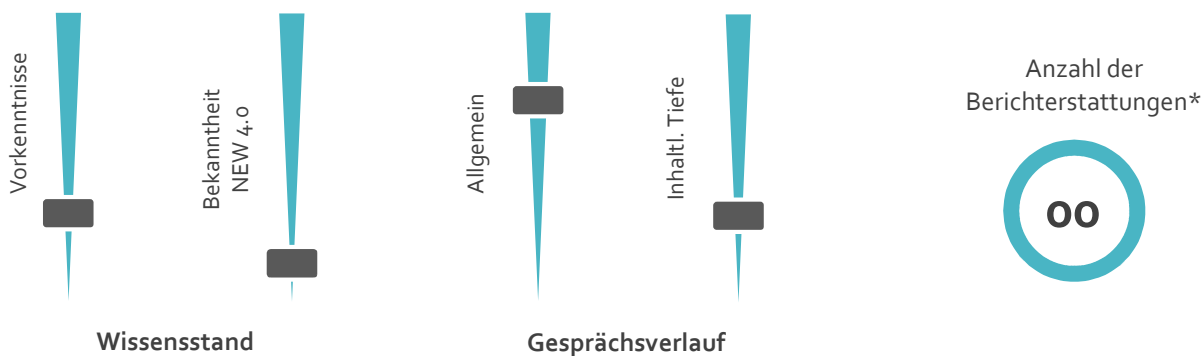 Vorkenntnisse
Bekanntheit
NEW 4.0
Allgemein
Inhaltl. Tiefe
Anzahl der
Berichterstattungen*
00
Wissensstand
Gesprächsverlauf